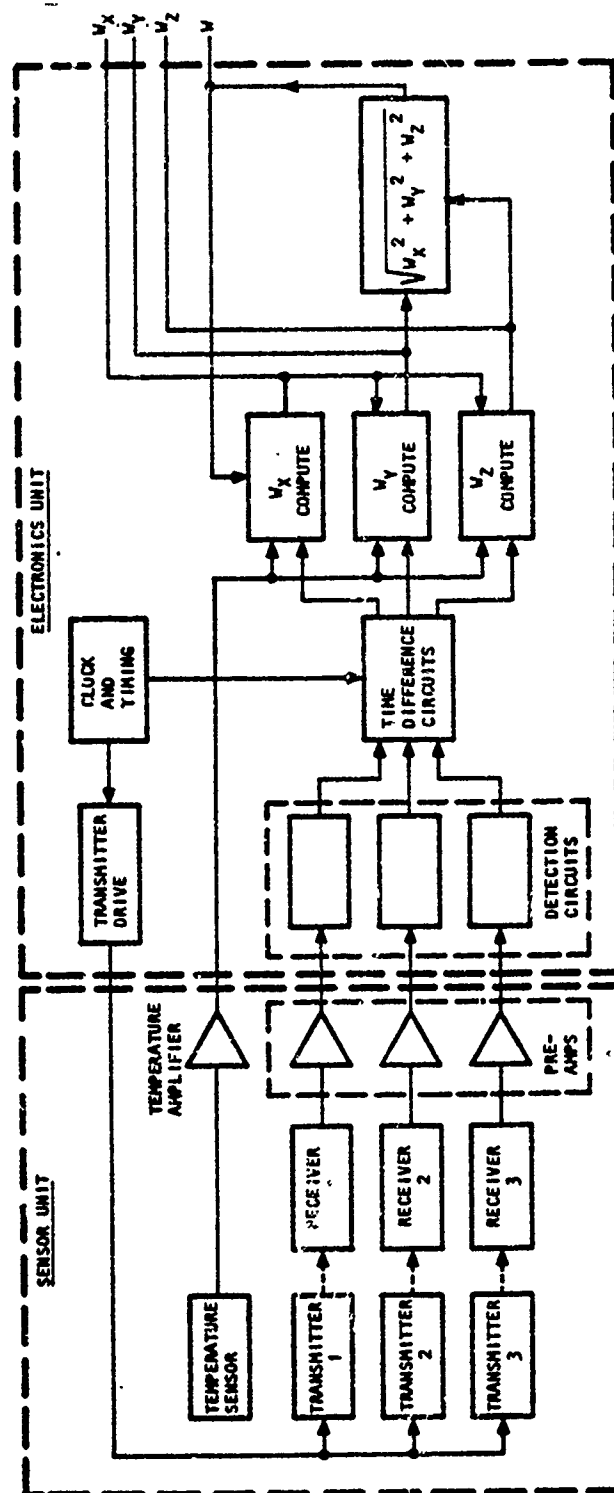 SENSOR UNIT
ELECTRONICS UNIT
TRANSMITTER
DRIVE
CLUCK
AND
TIMING
TEMPERATURE
AMPLIFIER
TEMPERATURE
SENSOR
TRANSMITTER
1
RECEIVER
TRANSMITTER
2
RECEIVER
2
TRANSMITTER
3
RECEIVER
3
PRE-
AMPS
DETECTION
CIRCUITS
TIME
DIFFERENCE
CIRCUITS
W_X
COMPUTE
W_Y
COMPUTE
W_Z
COMPUTE
√W_X² + W_Y² + W_Z²
W_X
W_Y
W_Z
W